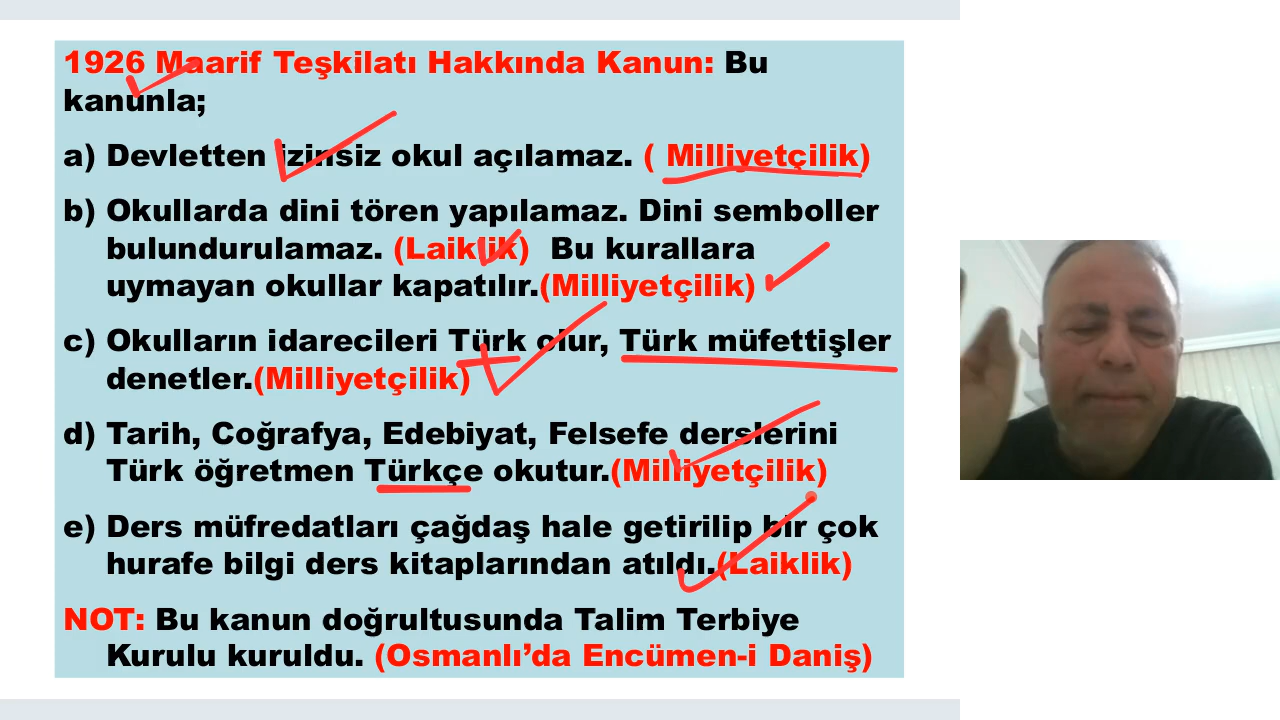 1926 Maarif Teşkilatı Hakkında Kanun: Bu
kanunla;
a) Devletten izinsiz okul açılamaz. ( Milliyetçilik)
b) Okullarda dini tören yapılamaz. Dini semboller
bulundurulamaz. (Laiklik) Bu kurallara
uymayan okullar kapatılır.(Milliyetçilik)
c) Okulların idarecileri Türk olur, Türk müfettişler
denetler.(Milliyetçilik)
d) Tarih, Coğrafya, Edebiyat, Felsefe derslerini
Türk öğretmen Türkçe okutur.(Milliyetçilik)
e) Ders müfredatları çağdaş hale getirilip bir çok
hurafe bilgi ders kitaplarından atıldı.(Laiklik)
NOT: Bu kanun doğrultusunda Talim Terbiye
Kurulu kuruldu. (Osmanlı’da Encümen-i Daniş)